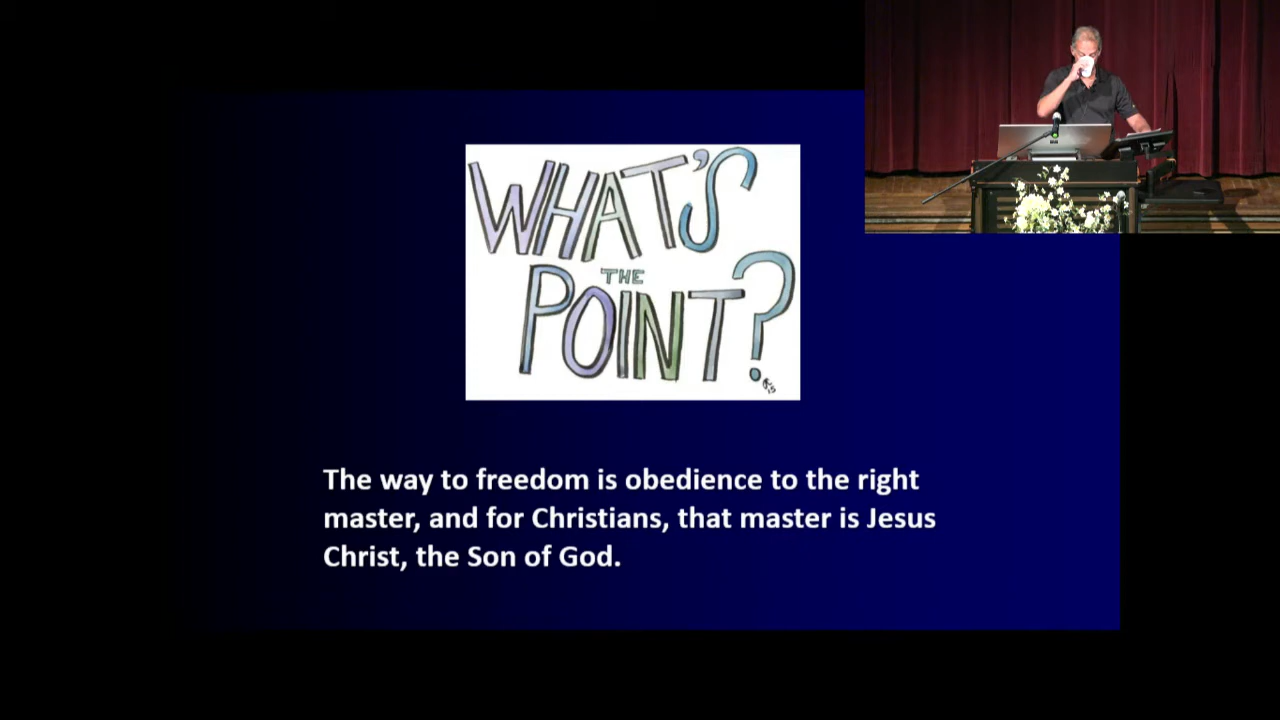 WHAT'S
THE
POINT?
The way to freedom is obedience to the right
master, and for Christians, that master is Jesus
Christ, the Son of God.